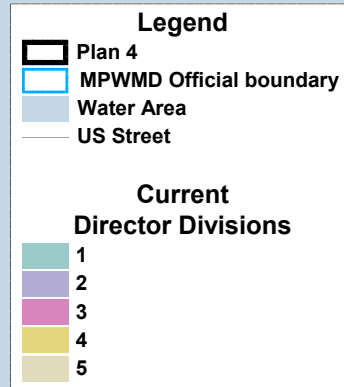 Legend
Plan 4
MPWMD Official boundary
Water Area
US Street
Current
Director Divisions
1
2
3
4
5